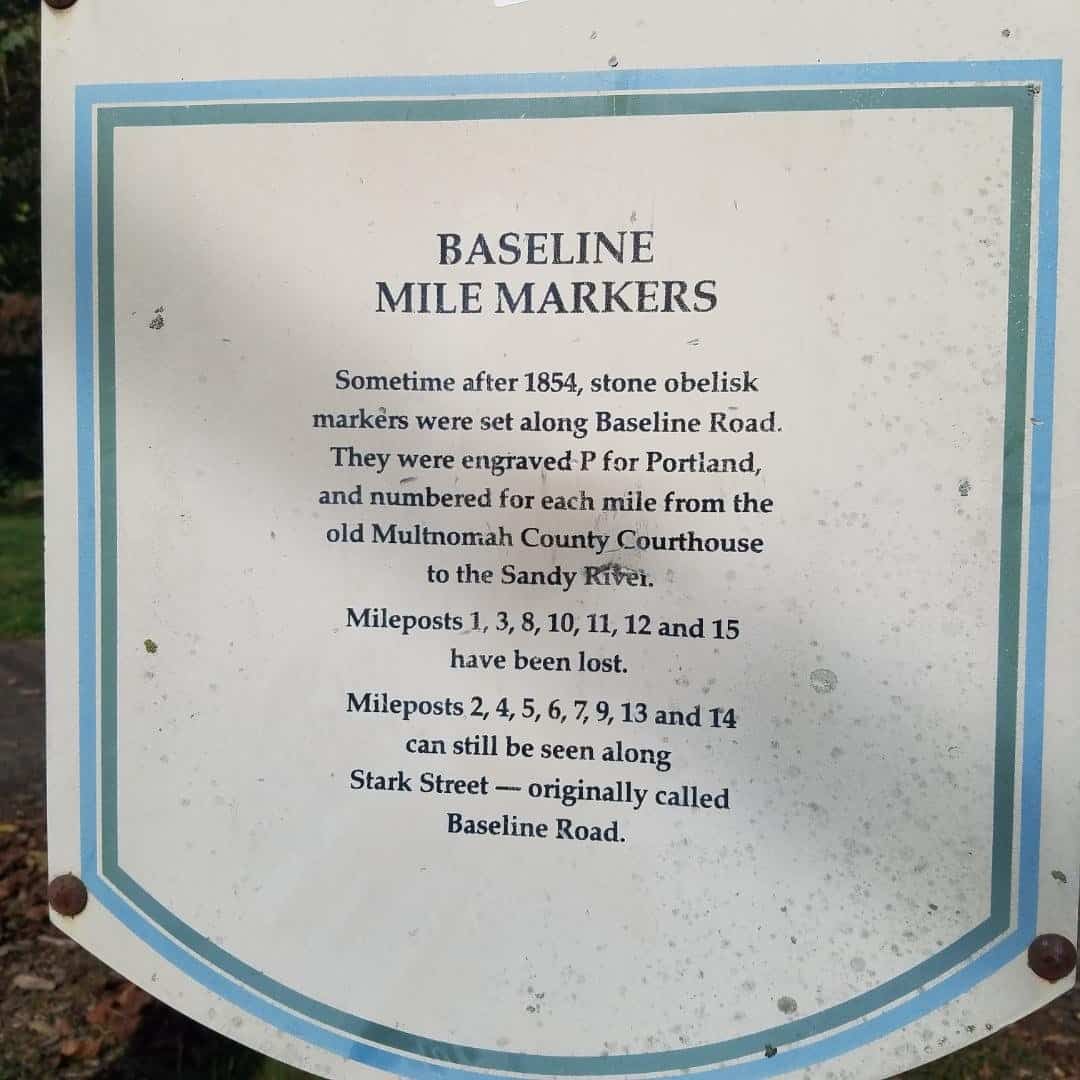 BASELINE
MILE MARKERS
Sometime after 1854, stone obelisk
markers were set along Baseline Road.
They were engraved P for Portland,
and numbered for each mile from the
old Multnomah County Courthouse
to the Sandy River.
Mileposts 1, 3, 8, 10, 11, 12 and 15
have been lost.
Mileposts 2, 4, 5, 6, 7, 9, 13 and 14
can still be seen along
Stark Street — originally called
Baseline Road.